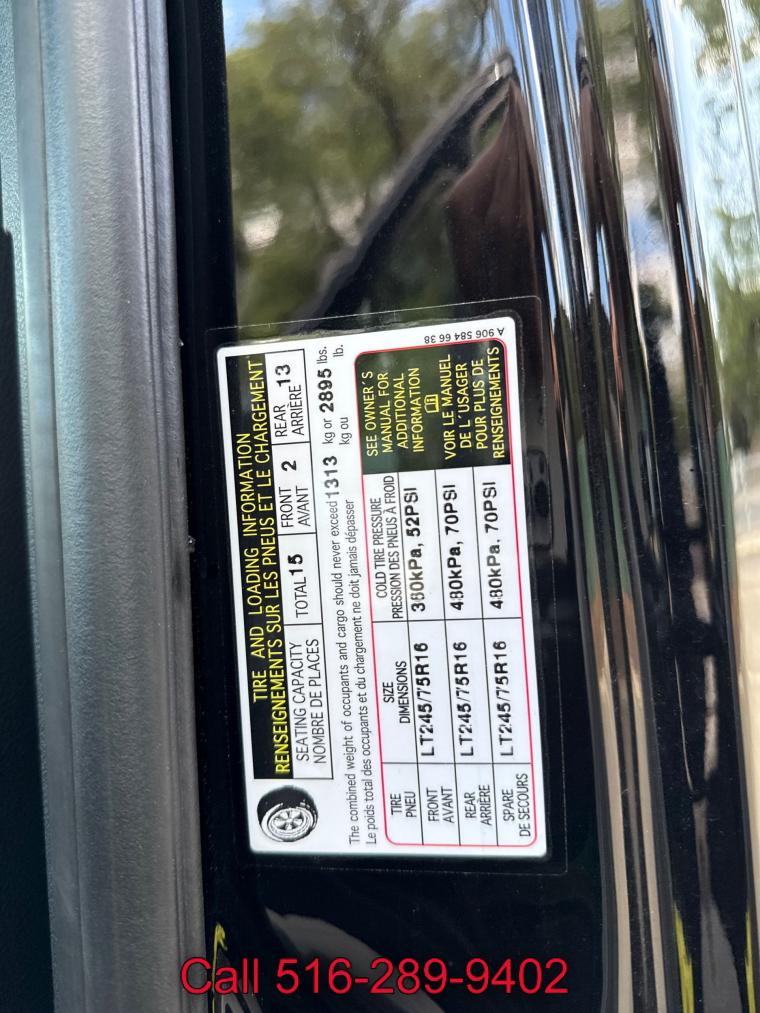 TIRE AND LOADING INFORMATION
RENSEIGNEMENTS SUR LES PNEUS ET LE CHARGEMENT
SEATING CAPACITY
NOMBRE DE PLACES
TOTAL 15
FRONT
AVANT
2
REAR
ARRIÈRE
13
The combined weight of occupants and cargo should never exceed 1313 kg or 2895 lbs.
Le poids total des occupants et du chargement ne doit jamais dépasser kg ou lb.
TIRE
PNEU
SIZE
DIMENSIONS
COLD TIRE PRESSURE
PRESSION DES PNEUS À FROID
FRONT
AVANT
LT245/75R16
360kPa, 52PSI
REAR
ARRIÈRE
LT245/75R16
480kPa, 70PSI
SPARE
DE SECOURS
LT245/75R16
480kPa, 70PSI
SEE OWNER'S
MANUAL FOR
ADDITIONAL
INFORMATION
VOIR LE MANUEL
DE L'USAGER
POUR PLUS DE
RENSEIGNEMENTS
A 906 584 66 38
Call 516-289-9402